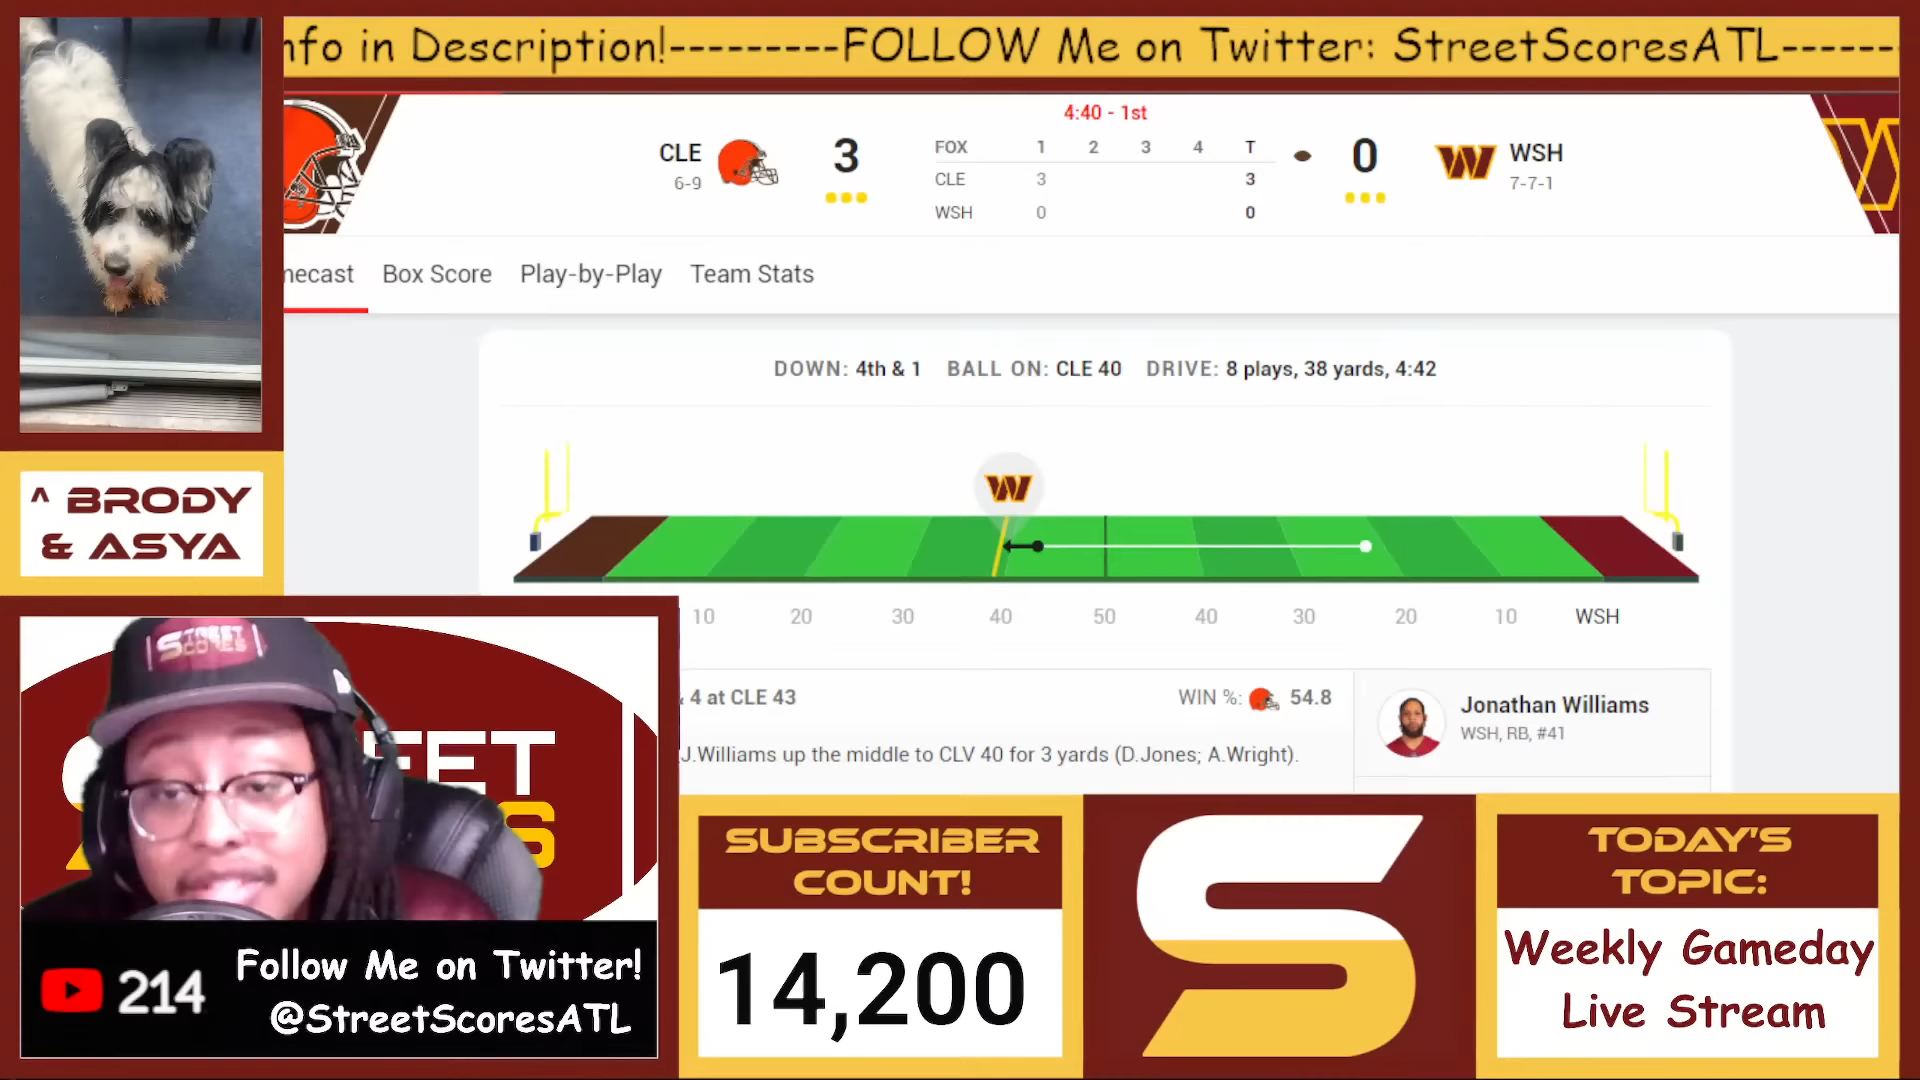 nfo in Description!---------FOLLOW Me on Twitter: StreetScoresATL------
4:40 - 1st
CLE
6-9
3
FOX 1 2 3 4 T
CLE 3 3
WSH 0 0
0
WSH
7-7-1
necast Box Score Play-by-Play Team Stats
DOWN: 4th & 1 BALL ON: CLE 40 DRIVE: 8 plays, 38 yards, 4:42
W
10 20 30 40 50 40 30 20 10 WSH
& 4 at CLE 43
WIN %: 54.8
J.Williams up the middle to CLV 40 for 3 yards (D.Jones; A.Wright).
Jonathan Williams
WSH, RB, #41
^ BRODY
& ASYA
STREET
SCORES
214
Follow Me on Twitter!
@StreetScoresATL
SUBSCRIBER
COUNT!
14,200
S
TODAY'S
TOPIC:
Weekly Gameday
Live Stream